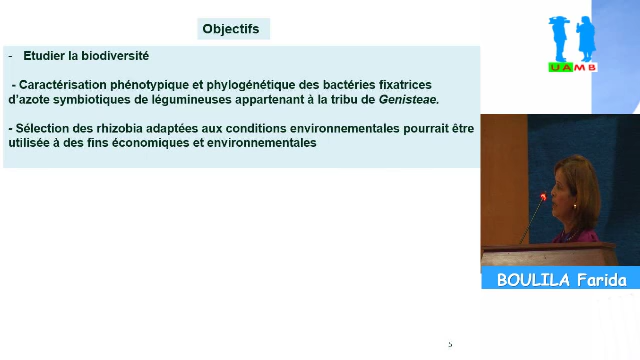 Objectifs
- Etudier la biodiversité
- Caractérisation phénotypique et phylogénétique des bactéries fixatrices
d'azote symbiotiques de légumineuses appartenant à la tribu de Genisteae.
- Sélection des rhizobia adaptées aux conditions environnementales pourrait être
utilisée à des fins économiques et environnementales
UAMB
BOULILA Farida
5